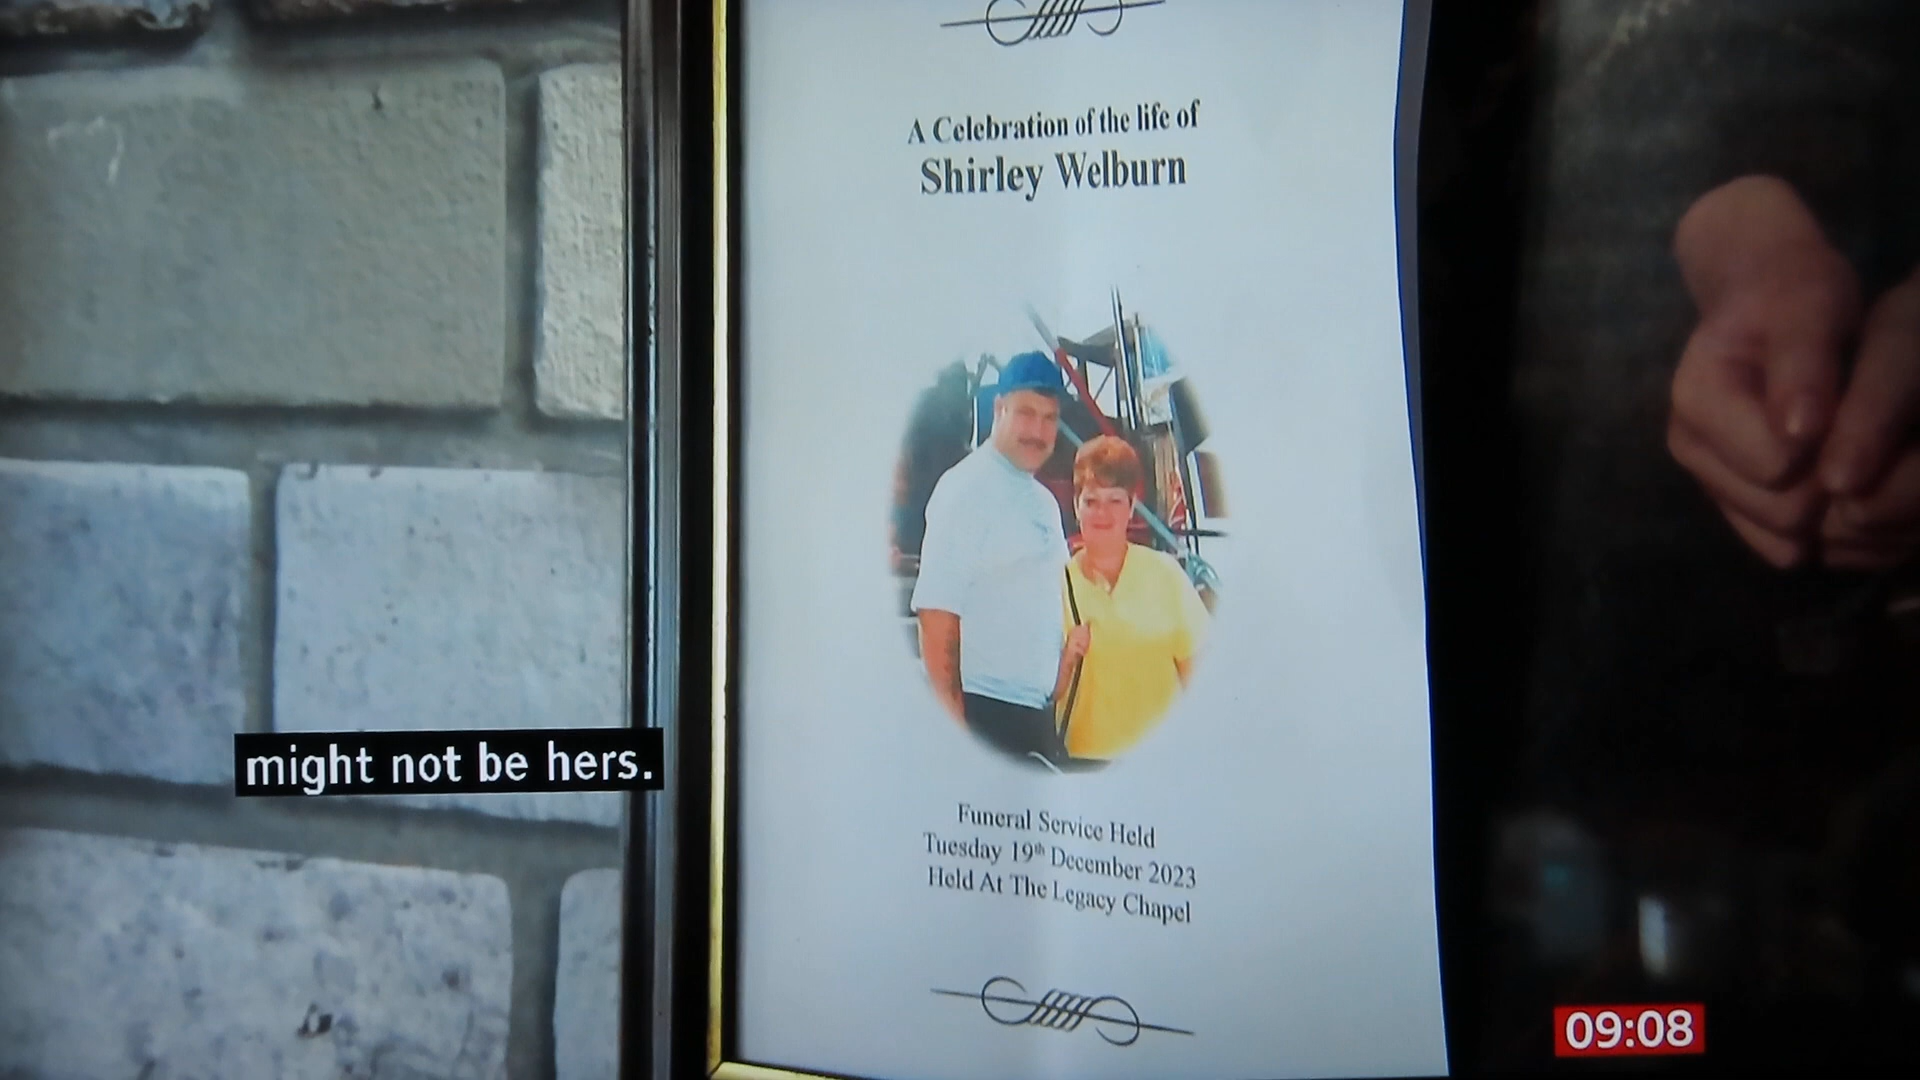 A Celebration of the life of
Shirley Welburn
might not be hers.
Funeral Service Held
Tuesday 19th December 2023
Held At The Legacy Chapel
09:08